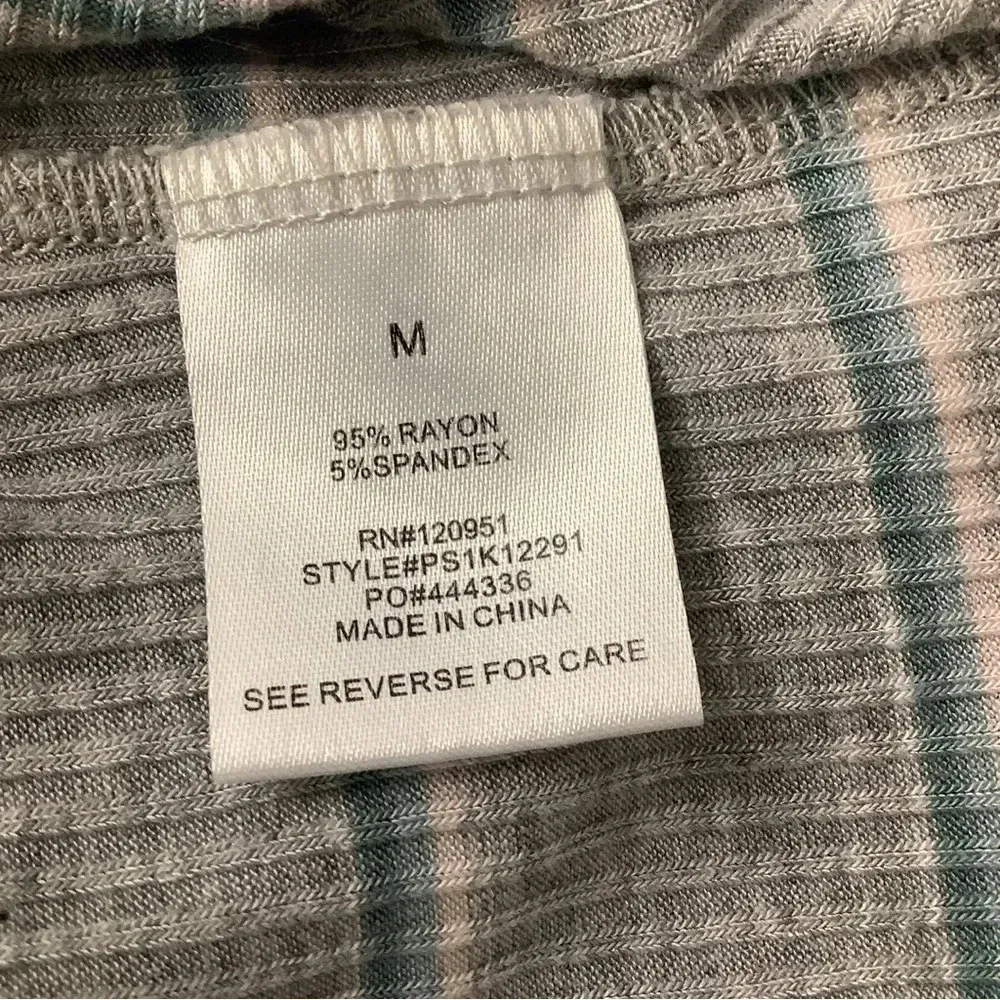 M
95% RAYON
5%SPANDEX
RN#120951
STYLE#PS1K12291
PO#444336
MADE IN CHINA
SEE REVERSE FOR CARE